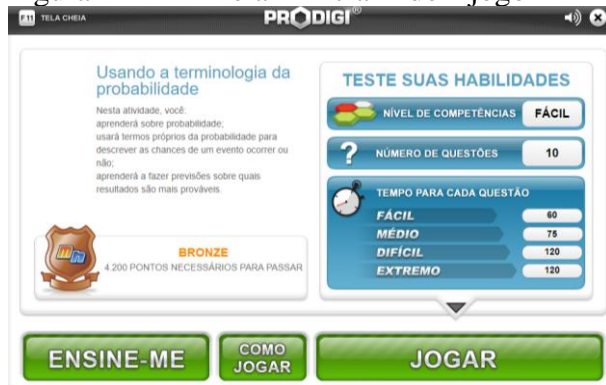 F11 TELA CHEIA
PRODIGI®
Usando a terminologia da
probabilidade
Nesta atividade, você:
aprenderá sobre probabilidade;
usará termos próprios da probabilidade para
descrever as chances de um evento ocorrer ou
não;
aprenderá a fazer previsões sobre quais
resultados são mais prováveis.
BRONZE
4.200 PONTOS NECESSÁRIOS PARA PASSAR
TESTE SUAS HABILIDADES
NÍVEL DE COMPETÊNCIAS FÁCIL
? NÚMERO DE QUESTÕES 10
TEMPO PARA CADA QUESTÃO
FÁCIL 60
MÉDIO 75
DIFÍCIL 120
EXTREMO 120
ENSINE-ME
COMO
JOGAR
JOGAR